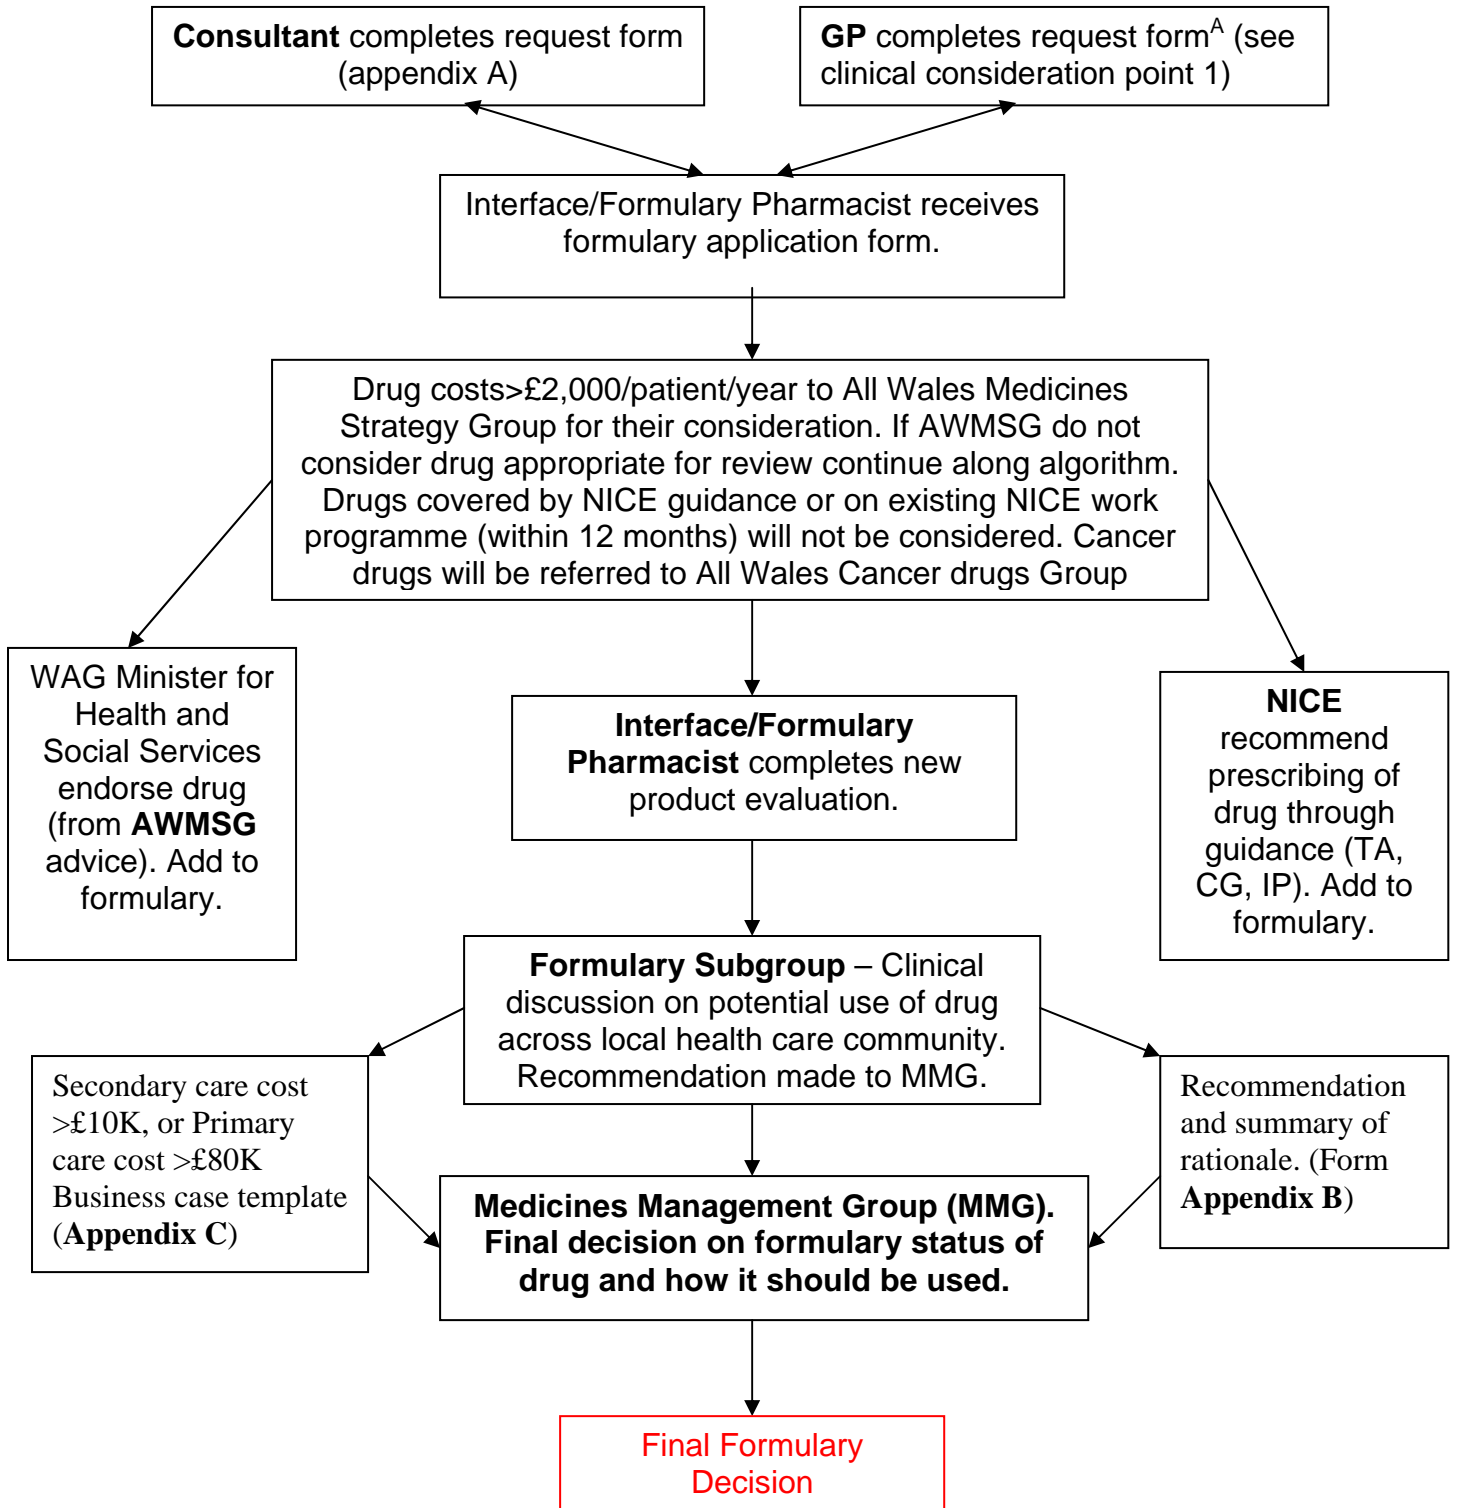 Consultant completes request form
(appendix A)
GP completes request formA (see
clinical consideration point 1)
Interface/Formulary Pharmacist receives
formulary application form.
Drug costs>£2,000/patient/year to All Wales Medicines
Strategy Group for their consideration. If AWMSG do not
consider drug appropriate for review continue along algorithm.
Drugs covered by NICE guidance or on existing NICE work
programme (within 12 months) will not be considered. Cancer
drugs will be referred to All Wales Cancer drugs Group
WAG Minister for
Health and
Social Services
endorse drug
(from AWMSG
advice). Add to
formulary.
Interface/Formulary
Pharmacist completes new
product evaluation.
NICE
recommend
prescribing of
drug through
guidance (TA,
CG, IP). Add to
formulary.
Formulary Subgroup – Clinical
discussion on potential use of drug
across local health care community.
Recommendation made to MMG.
Secondary care cost
>£10K, or Primary
care cost >£80K
Business case template
(Appendix C)
Recommendation
and summary of
rationale. (Form
Appendix B)
Medicines Management Group (MMG).
Final decision on formulary status of
drug and how it should be used.
Final Formulary
Decision